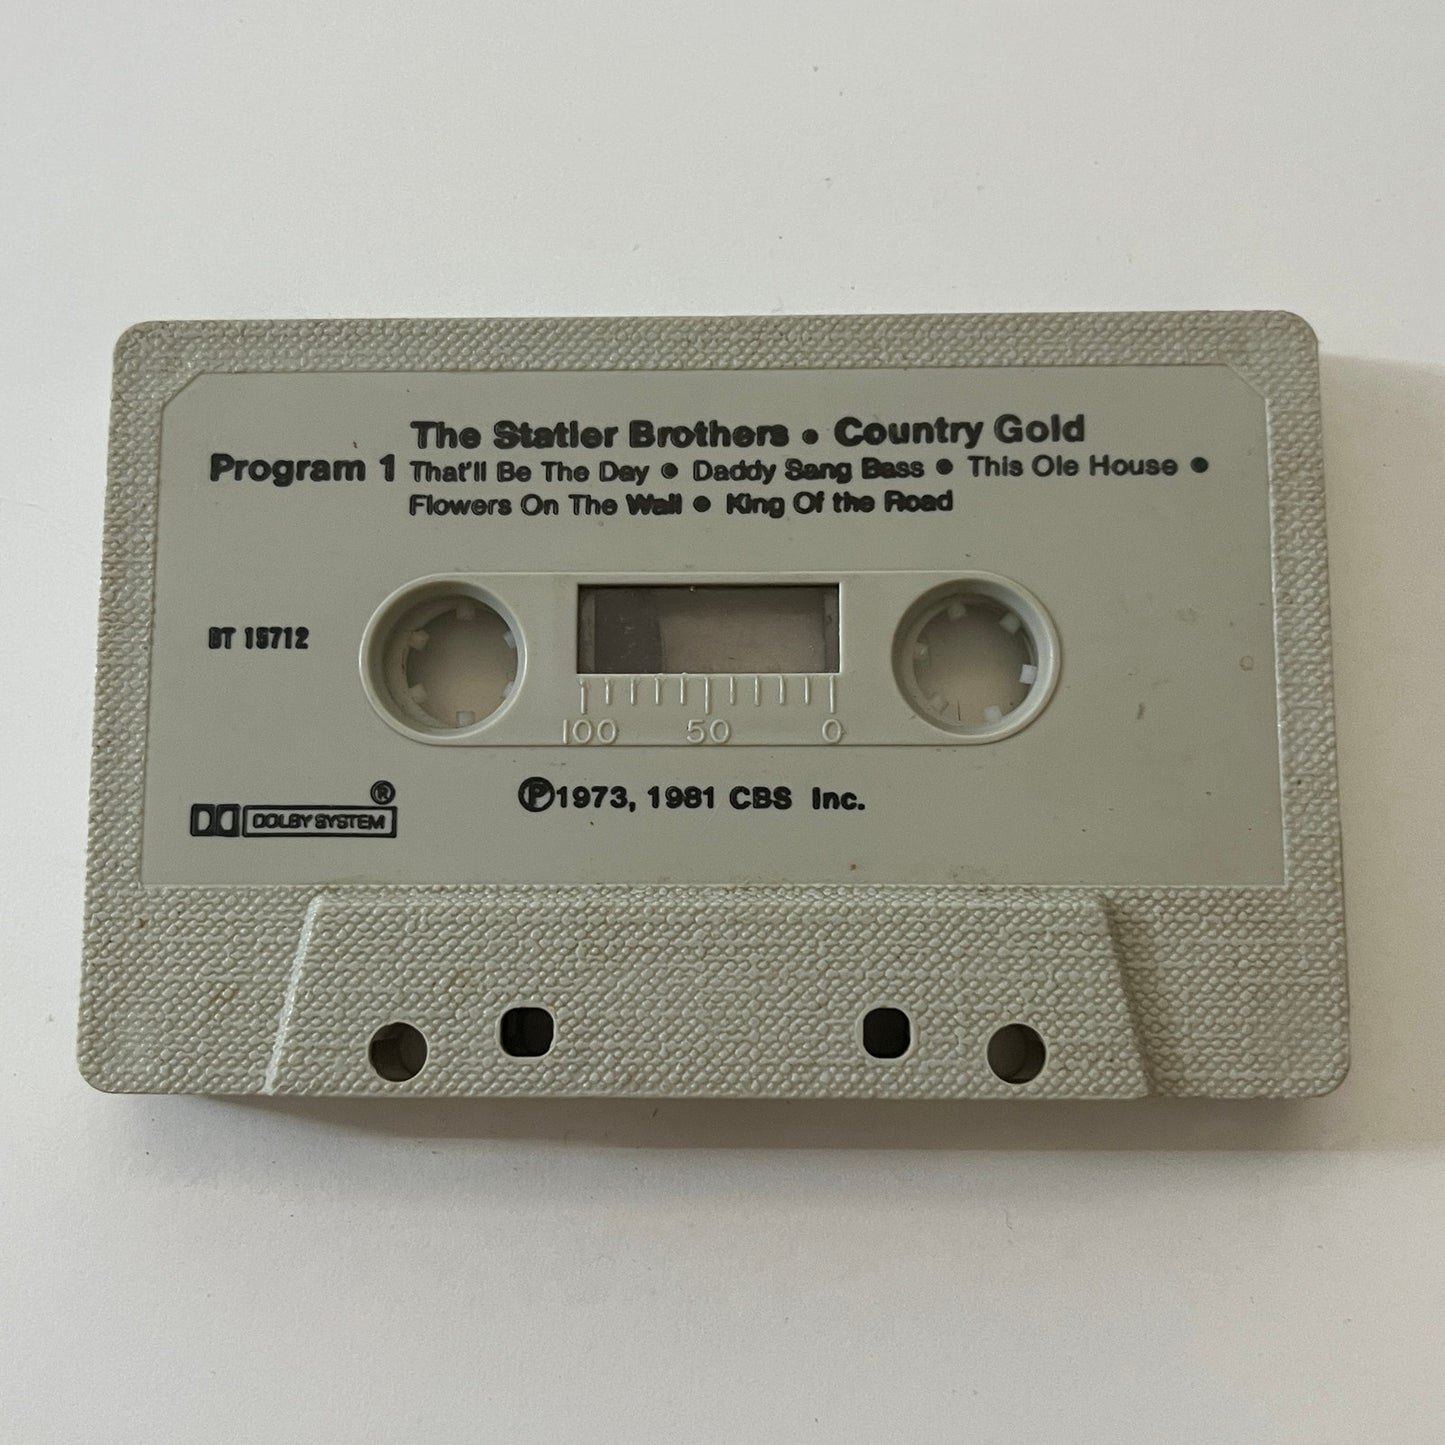 The Statler Brothers • Country Gold
Program 1 That'll Be The Day • Daddy Sang Bass • This Ole House •
Flowers On The Wall • King Of the Road
BT 15712
100 50 0
®
DOLBY SYSTEM
Ⓟ1973, 1981 CBS Inc.